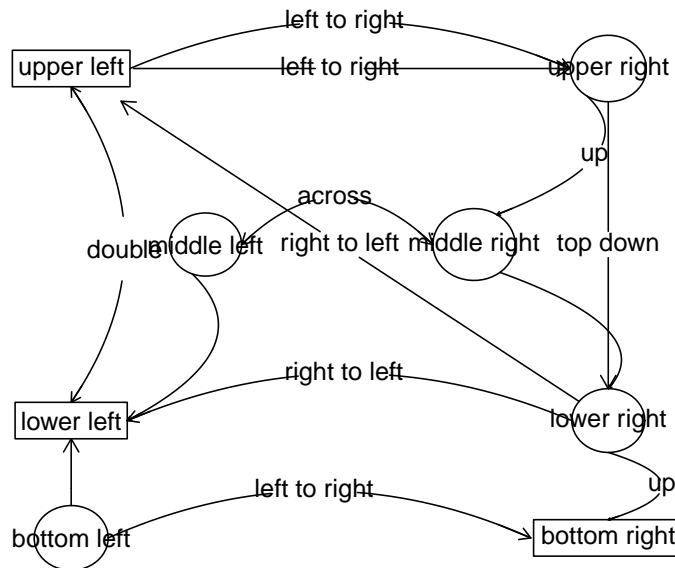 left to right
upper left
left to right
upper right
up
across
double
middle left
right to left
middle right
top down
right to left
lower left
lower right
left to right
up
bottom left
bottom right